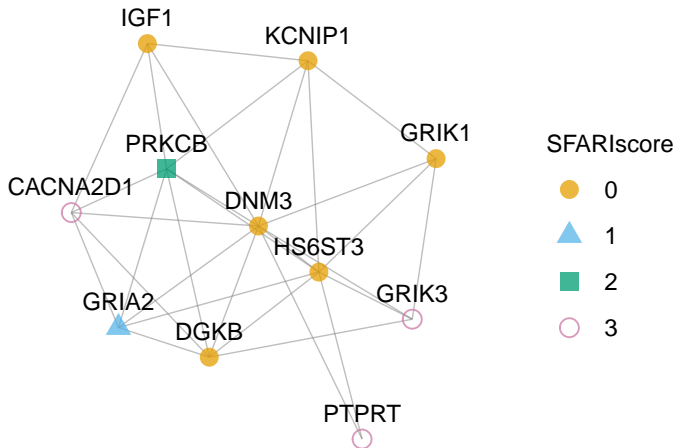 IGF1
KCNIP1
GRIK1
PRKCB
CACNA2D1
DNM3
HS6ST3
GRIA2
GRIK3
DGKB
PTPRT
SFARIscore
0
1
2
3